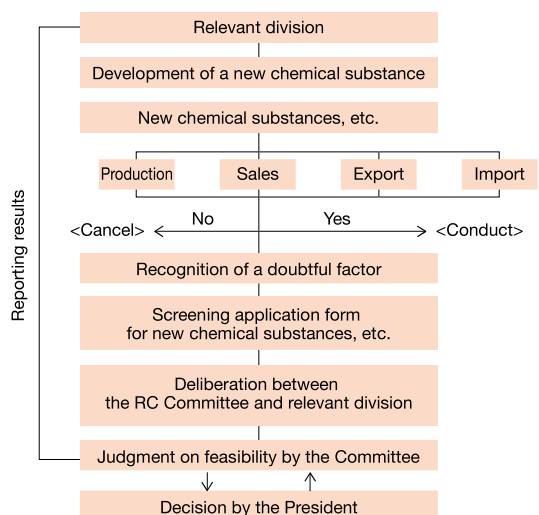 Relevant division
Development of a new chemical substance
New chemical substances, etc.
Production
Sales
Export
Import
No
Yes
<Cancel>
<Conduct>
Recognition of a doubtful factor
Screening application form
for new chemical substances, etc.
Deliberation between
the RC Committee and relevant division
Judgment on feasibility by the Committee
Decision by the President
Reporting results